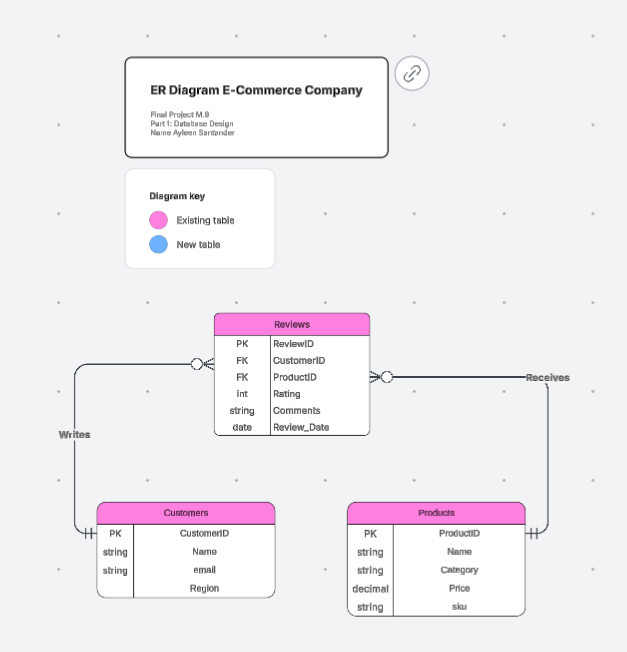 ER Diagram E-Commerce Company
Final Project M.9
Part 1: Database Design
Name Ayleen Santander
Diagram key
Existing table
New table
Reviews
PK ReviewID
FK CustomerID
FK ProductID
int Rating
string Comments
date Review_Date
Receives
Writes
Customers
PK CustomerID
string Name
string email
Region
Products
PK ProductID
string Name
string Category
decimal Price
string sku